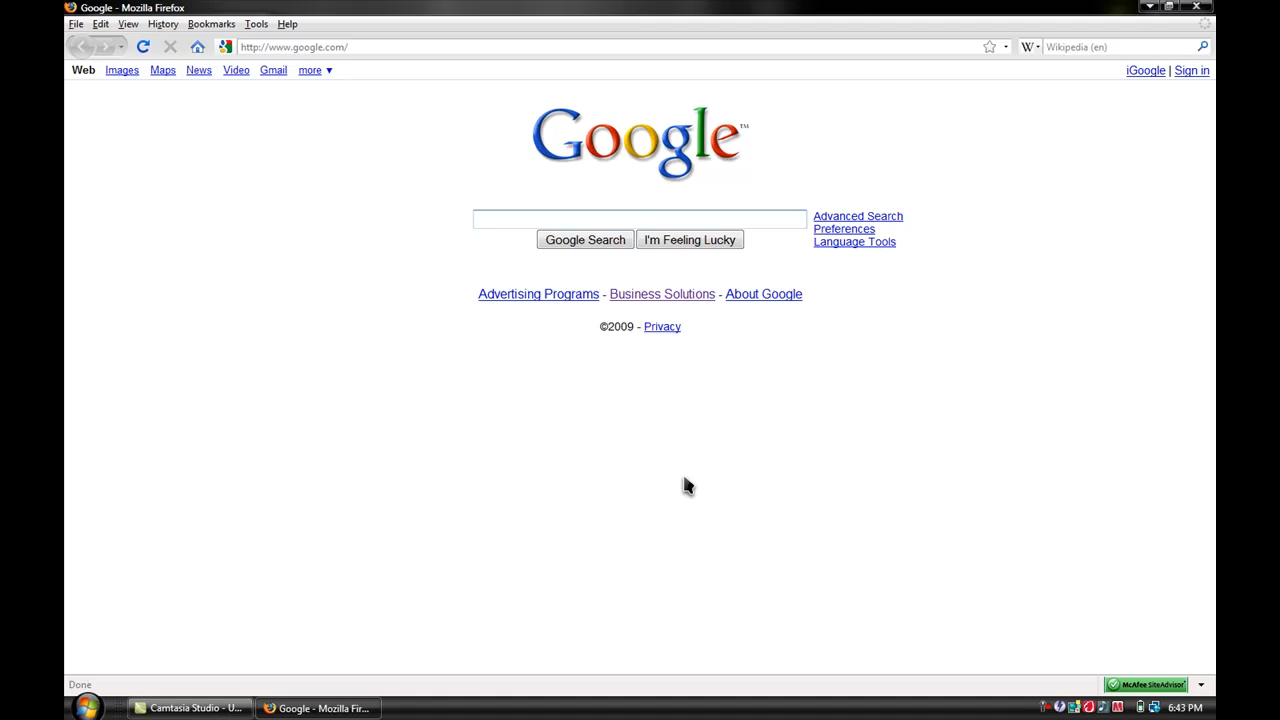 Google - Mozilla Firefox
File Edit View History Bookmarks Tools Help
http://www.google.com/ W Wikipedia (en)
Web Images Maps News Video Gmail more ▼ iGoogle | Sign in
Google™
Advanced Search
Preferences
Language Tools
Google Search I'm Feeling Lucky
Advertising Programs - Business Solutions - About Google
©2009 - Privacy
Done McAfee SiteAdvisor
Camtasia Studio - U... Google - Mozilla Fir... 6:43 PM